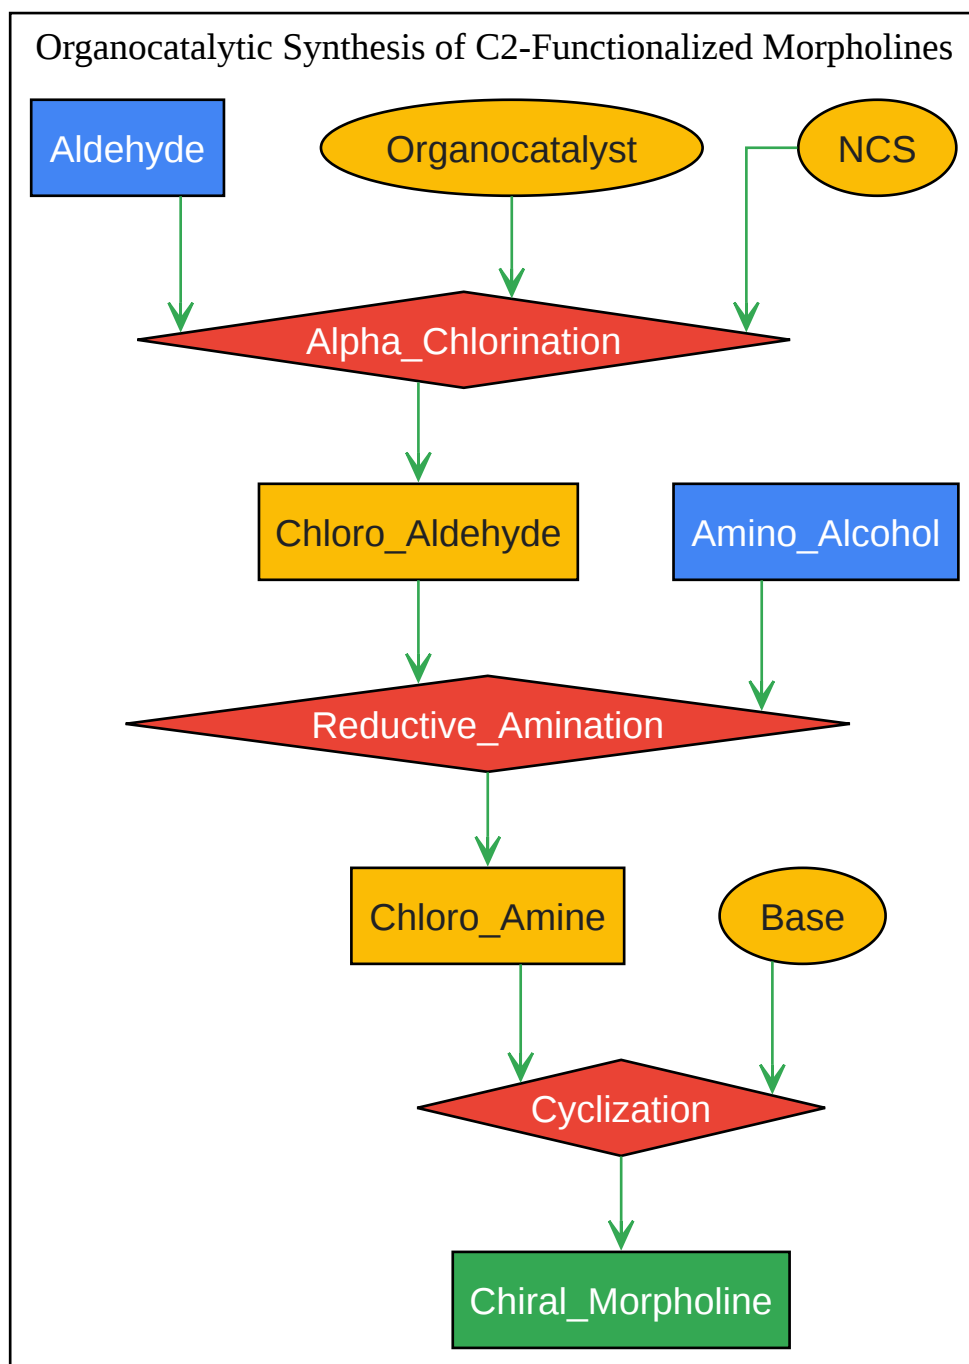 Organocatalytic Synthesis of C2-Functionalized Morpholines
Aldehyde
Organocatalyst
NCS
Alpha_Chlorination
Chloro_Aldehyde
Amino_Alcohol
Reductive_Amination
Chloro_Amine
Base
Cyclization
Chiral_Morpholine